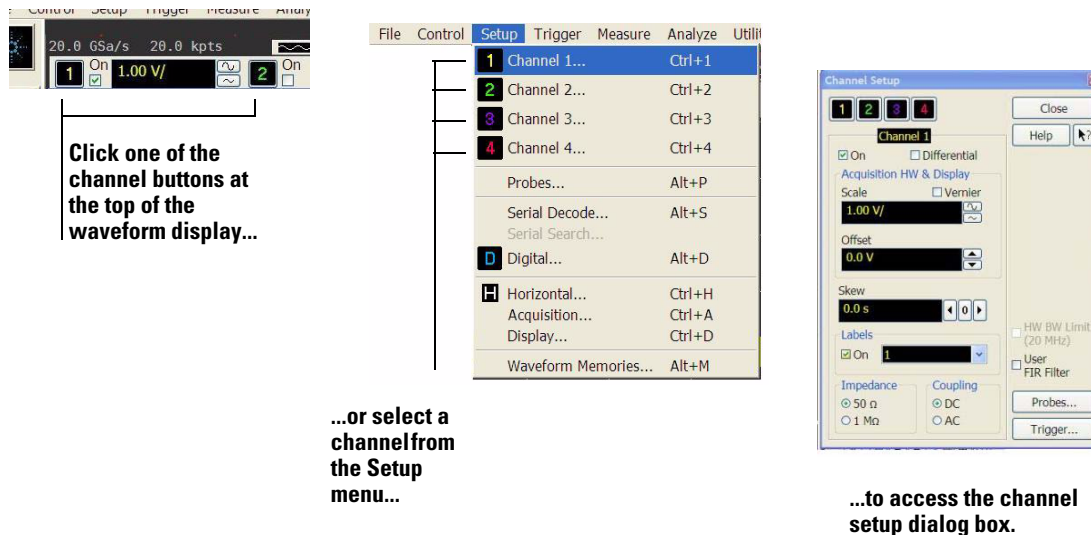 Control Setup Trigger Measure Analy
20.0 GSa/s 20.0 kpts
1 On 1.00 V/ 2 On
Click one of the
channel buttons at
the top of the
waveform display...
File Control Setup Trigger Measure Analyze Utilit
1 Channel 1... Ctrl+1
2 Channel 2... Ctrl+2
3 Channel 3... Ctrl+3
4 Channel 4... Ctrl+4
Probes... Alt+P
Serial Decode... Alt+S
Serial Search...
D Digital... Alt+D
H Horizontal... Ctrl+H
Acquisition... Ctrl+A
Display... Ctrl+D
Waveform Memories... Alt+M
...or select a
channel from
the Setup
menu...
Channel Setup
1 2 3 4 Close
Channel 1 Help ?
On Differential
Acquisition HW & Display
Scale Vernier
1.00 V/
Offset
0.0 V
Skew
0.0 s 0
HW BW Limit
(20 MHz)
Labels
On 1
User
FIR Filter
Impedance Coupling
50 Ω DC Probes...
1 MΩ AC Trigger...
...to access the channel
setup dialog box.